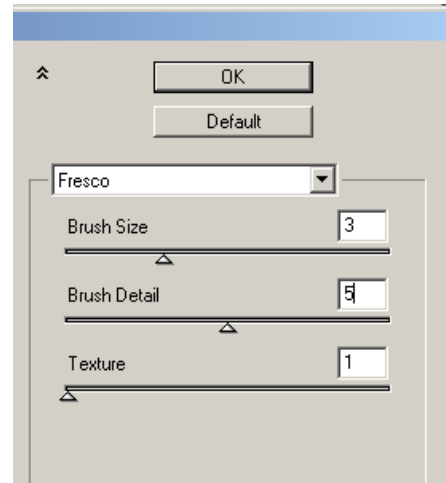 OK
Default
Fresco
Brush Size 3
Brush Detail 5
Texture 1